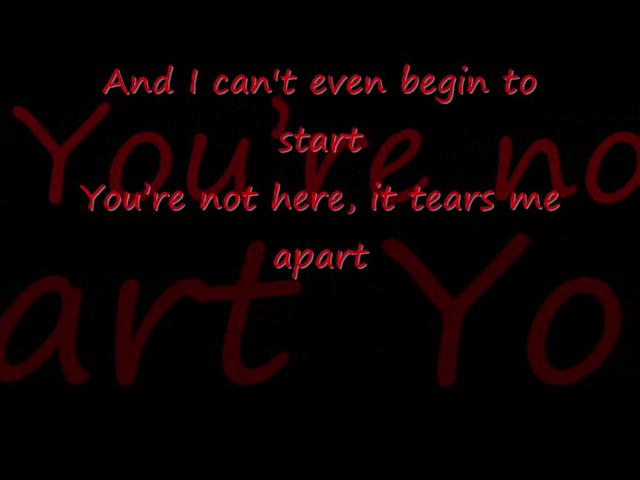 And I can't even begin to
start
You're not here, it tears me
apart
You're no
art Yo